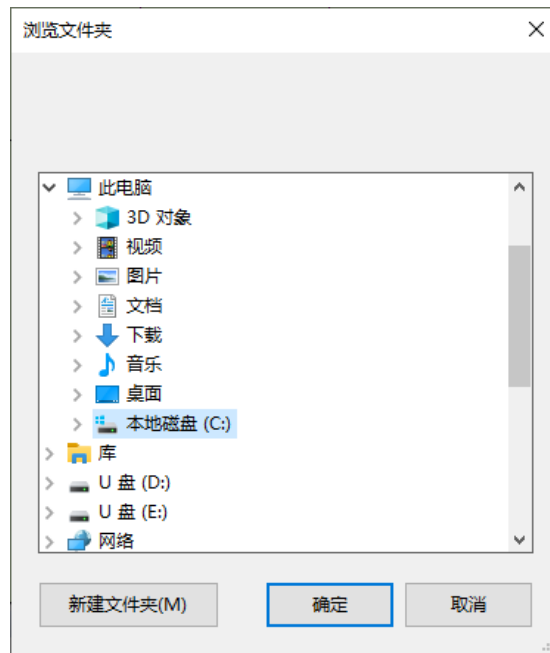 浏览文件夹
此电脑
3D 对象
视频
图片
文档
下载
音乐
桌面
本地磁盘 (C:)
库
U 盘 (D:)
U 盘 (E:)
网络
新建文件夹(M) 确定 取消